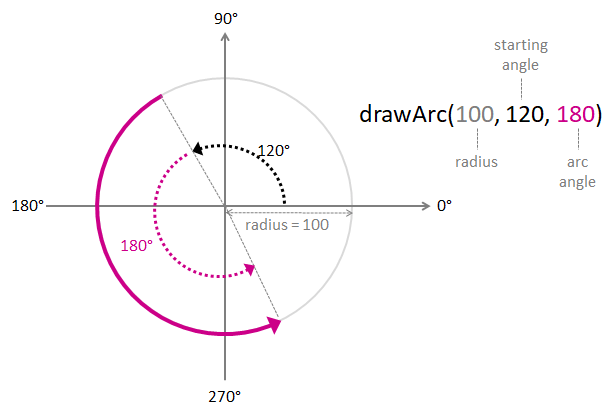 90°
starting
angle
drawArc(100, 120, 180)
120°
radius
arc
angle
180°
0°
radius = 100
180°
270°